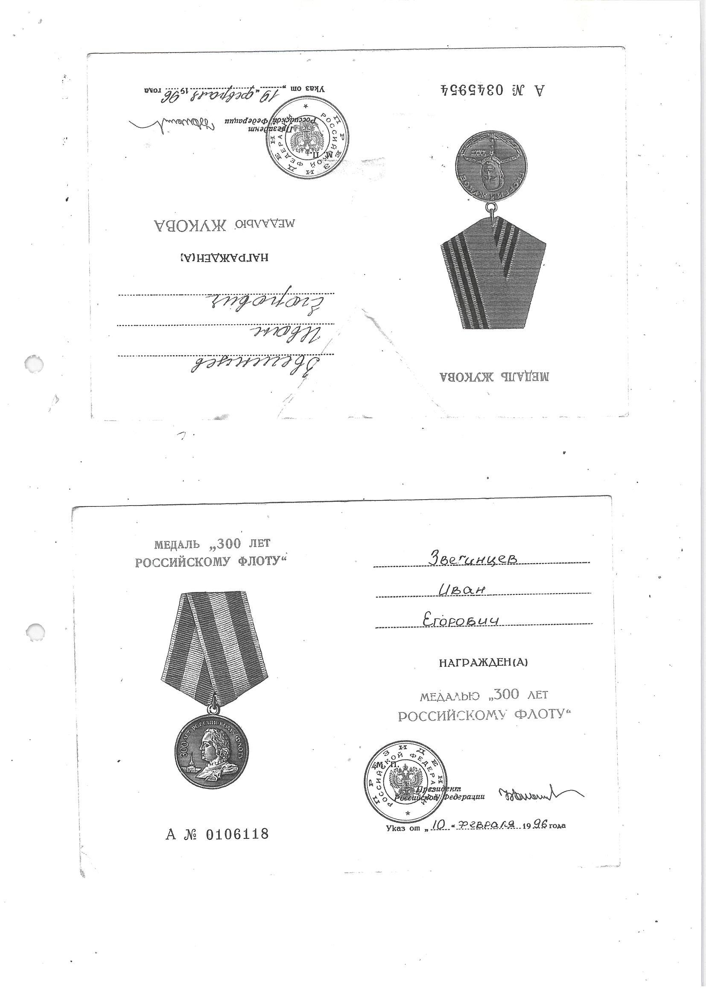 МЕДАЛЬ ЖУКОВА
ГЕОРГИЙ ЖУКОВ
А № 0345954
Звегинцев
Иван
Егорович
НАГРАЖДЕН(А)
МЕДАЛЬЮ ЖУКОВА
ПРЕЗИДЕНТ
РОССИЙСКОЙ ФЕДЕРАЦИИ
М. П.
Президент
Российской Федерации
Указ от „19“ февраля 1996 года
МЕДАЛЬ „300 ЛЕТ
РОССИЙСКОМУ ФЛОТУ“
300 ЛЕТ РОССИЙСКОМУ ФЛОТУ
А № 0106118
Звегинцев
Иван
Егорович
НАГРАЖДЕН(А)
МЕДАЛЬЮ „300 ЛЕТ
РОССИЙСКОМУ ФЛОТУ“
ПРЕЗИДЕНТ
РОССИЙСКОЙ ФЕДЕРАЦИИ
М. П.
Президент
Российской Федерации
Указ от „10“ февраля 1996 года